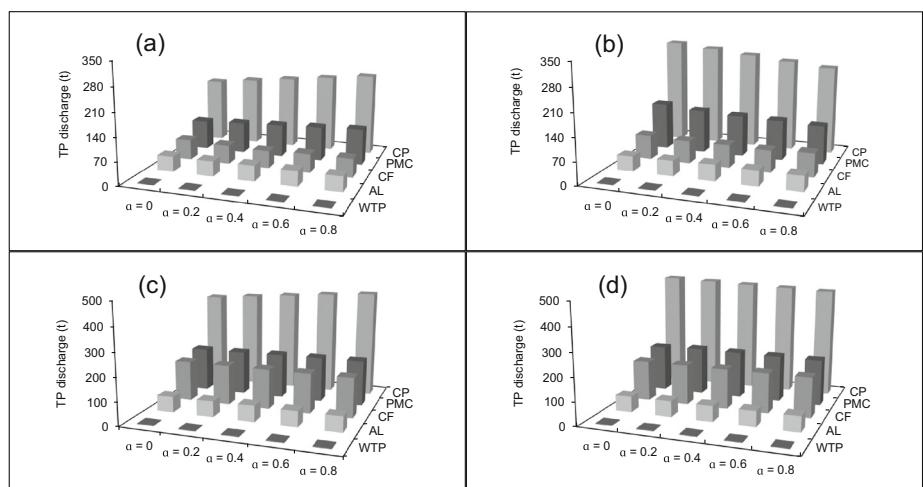 (a)
TP discharge (t)
350
280
210
140
70
0
ɑ = 0
ɑ = 0.2
ɑ = 0.4
ɑ = 0.6
ɑ = 0.8
CP
PMC
CF
AL
WTP
(b)
TP discharge (t)
350
280
210
140
70
0
ɑ = 0
ɑ = 0.2
ɑ = 0.4
ɑ = 0.6
ɑ = 0.8
CP
PMC
CF
AL
WTP
(c)
TP discharge (t)
500
400
300
200
100
0
ɑ = 0
ɑ = 0.2
ɑ = 0.4
ɑ = 0.6
ɑ = 0.8
CP
PMC
CF
AL
WTP
(d)
TP discharge (t)
500
400
300
200
100
0
ɑ = 0
ɑ = 0.2
ɑ = 0.4
ɑ = 0.6
ɑ = 0.8
CP
PMC
CF
AL
WTP